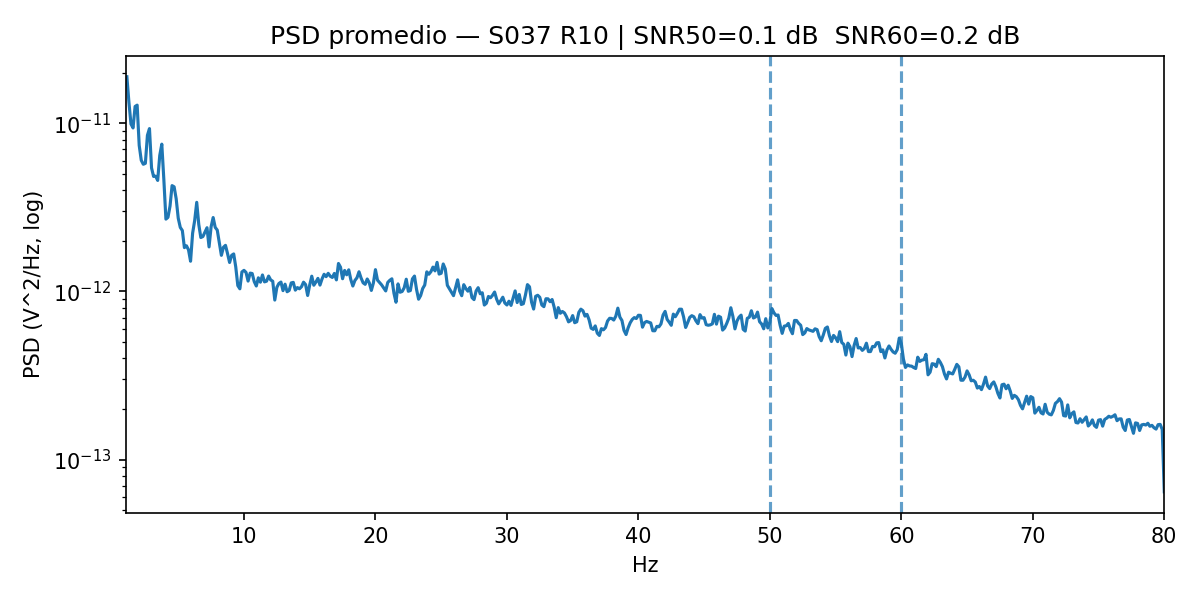 PSD promedio — S037 R10 | SNR50=0.1 dB  SNR60=0.2 dB
PSD (V^2/Hz, log)
10⁻¹¹
10⁻¹²
10⁻¹³
10 20 30 40 50 60 70 80
Hz